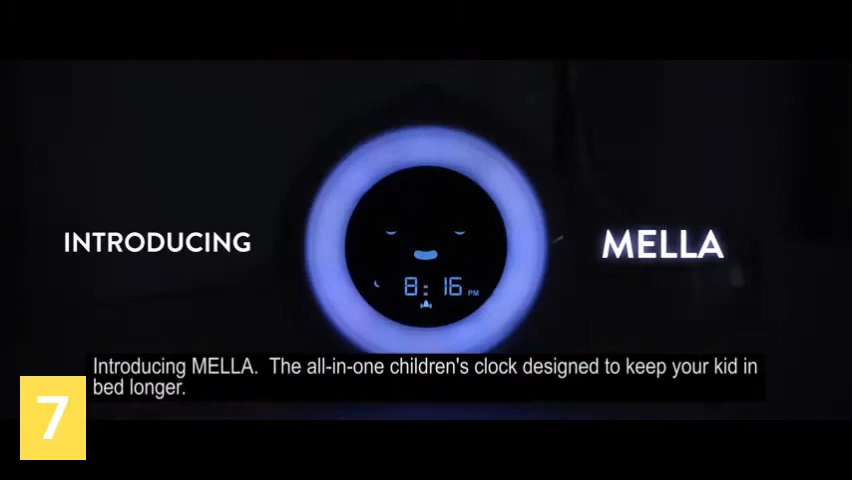 INTRODUCING
MELLA
8:16 PM
Introducing MELLA. The all-in-one children's clock designed to keep your kid in
bed longer.
7